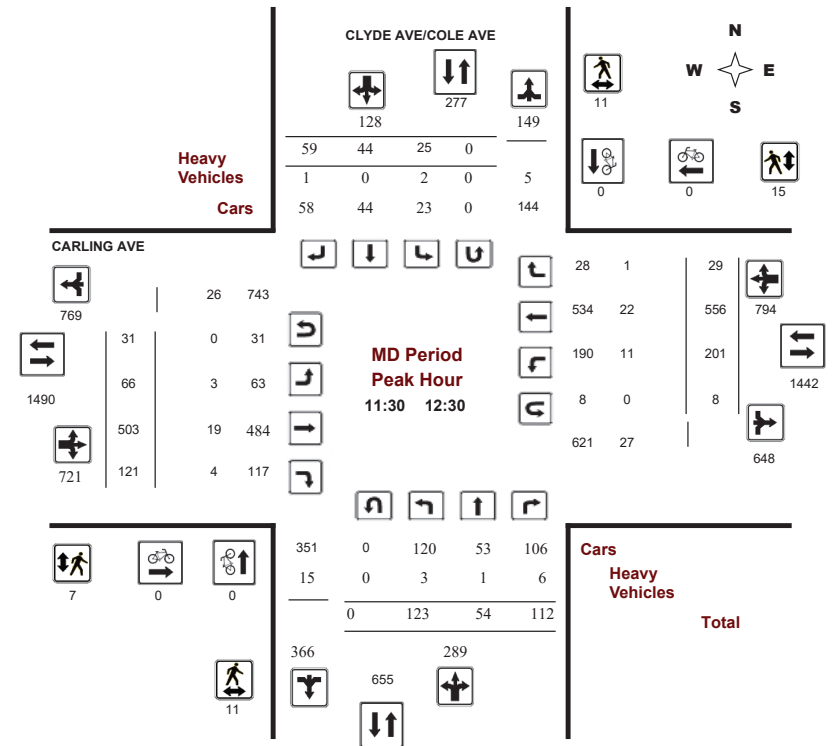 CLYDE AVE/COLE AVE
N
W E
S
277
11
128 149
59 44 25 0
Heavy
Vehicles
1 0 2 0 5
Cars
58 44 23 0 144
0 0 15
CARLING AVE
769
26 743
28 1 29
794
31 0 31
534 22 556
MD Period
Peak Hour
11:30 12:30
1490
66 3 63
190 11 201
1442
503 19 484
8 0 8
721
121 4 117
621 27
648
351 0 120 53 106
Cars
15 0 3 1 6
Heavy
Vehicles
0 123 54 112
Total
7 0 0
366 289
655
11